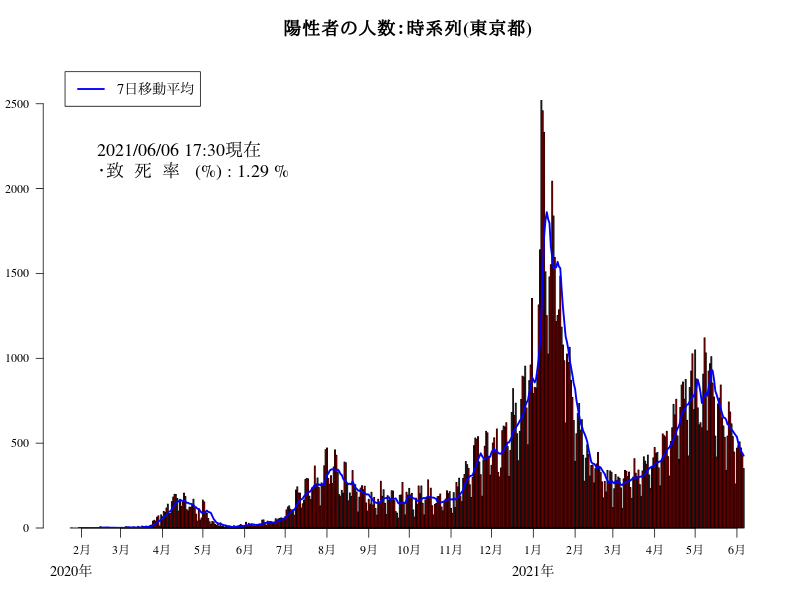 陽性者の人数：時系列(東京都)
7日移動平均
2021/06/06 17:30現在
・致 死 率 (%) : 1.29 %
2500
2000
1500
1000
500
0
2月 3月 4月 5月 6月 7月 8月 9月 10月 11月 12月 1月 2月 3月 4月 5月 6月
2020年 2021年